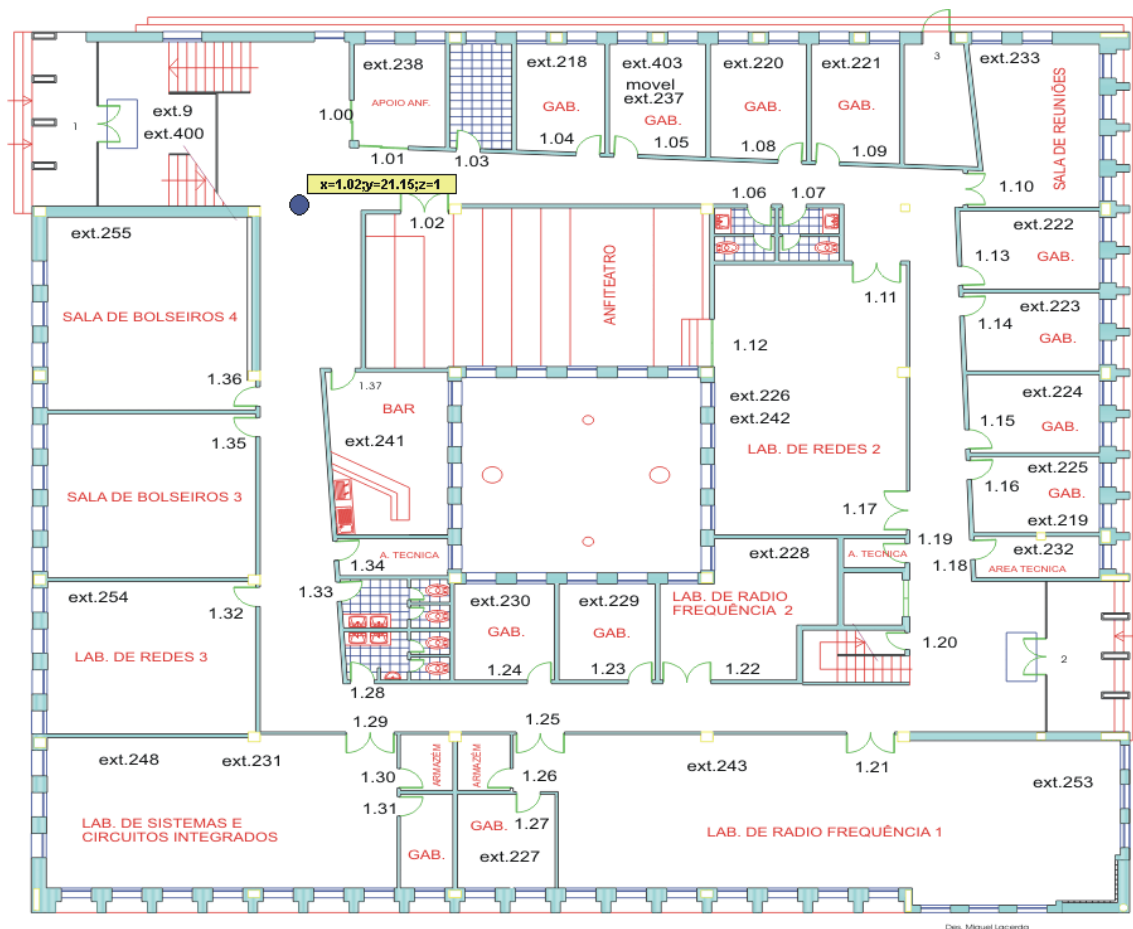 ext.238
APOIO ANF.
1.00
1.01
1.03
ext.218
GAB.
1.04
ext.403
movel
ext.237
GAB.
1.05
ext.220
GAB.
1.08
ext.221
GAB.
1.09
3
ext.233
SALA DE REUNIÕES
1.10
1
ext.9
ext.400
x=1.02;y=21.15;z=1
1.02
1.06
1.07
ANFITEATRO
ext.255
SALA DE BOLSEIROS 4
1.36
1.11
ext.222
1.13
GAB.
ext.223
1.14
GAB.
1.12
1.37
BAR
ext.241
ext.226
ext.242
LAB. DE REDES 2
1.17
ext.224
1.15
GAB.
ext.225
1.16
GAB.
ext.219
1.35
SALA DE BOLSEIROS 3
A. TECNICA
1.34
ext.228
A. TECNICA
1.19
1.18
ext.232
AREA TECNICA
ext.254
1.32
LAB. DE REDES 3
1.33
ext.230
GAB.
1.24
ext.229
GAB.
1.23
LAB. DE RADIO
FREQUÊNCIA 2
1.22
1.20
2
1.28
1.29
1.25
ext.248
ext.231
1.30
ARMAZÉM
ARMAZÉM
1.26
ext.243
1.21
ext.253
1.31
LAB. DE SISTEMAS E
CIRCUITOS INTEGRADOS
GAB.
GAB.
1.27
ext.227
LAB. DE RADIO FREQUÊNCIA 1
Des. Miguel Lacerda